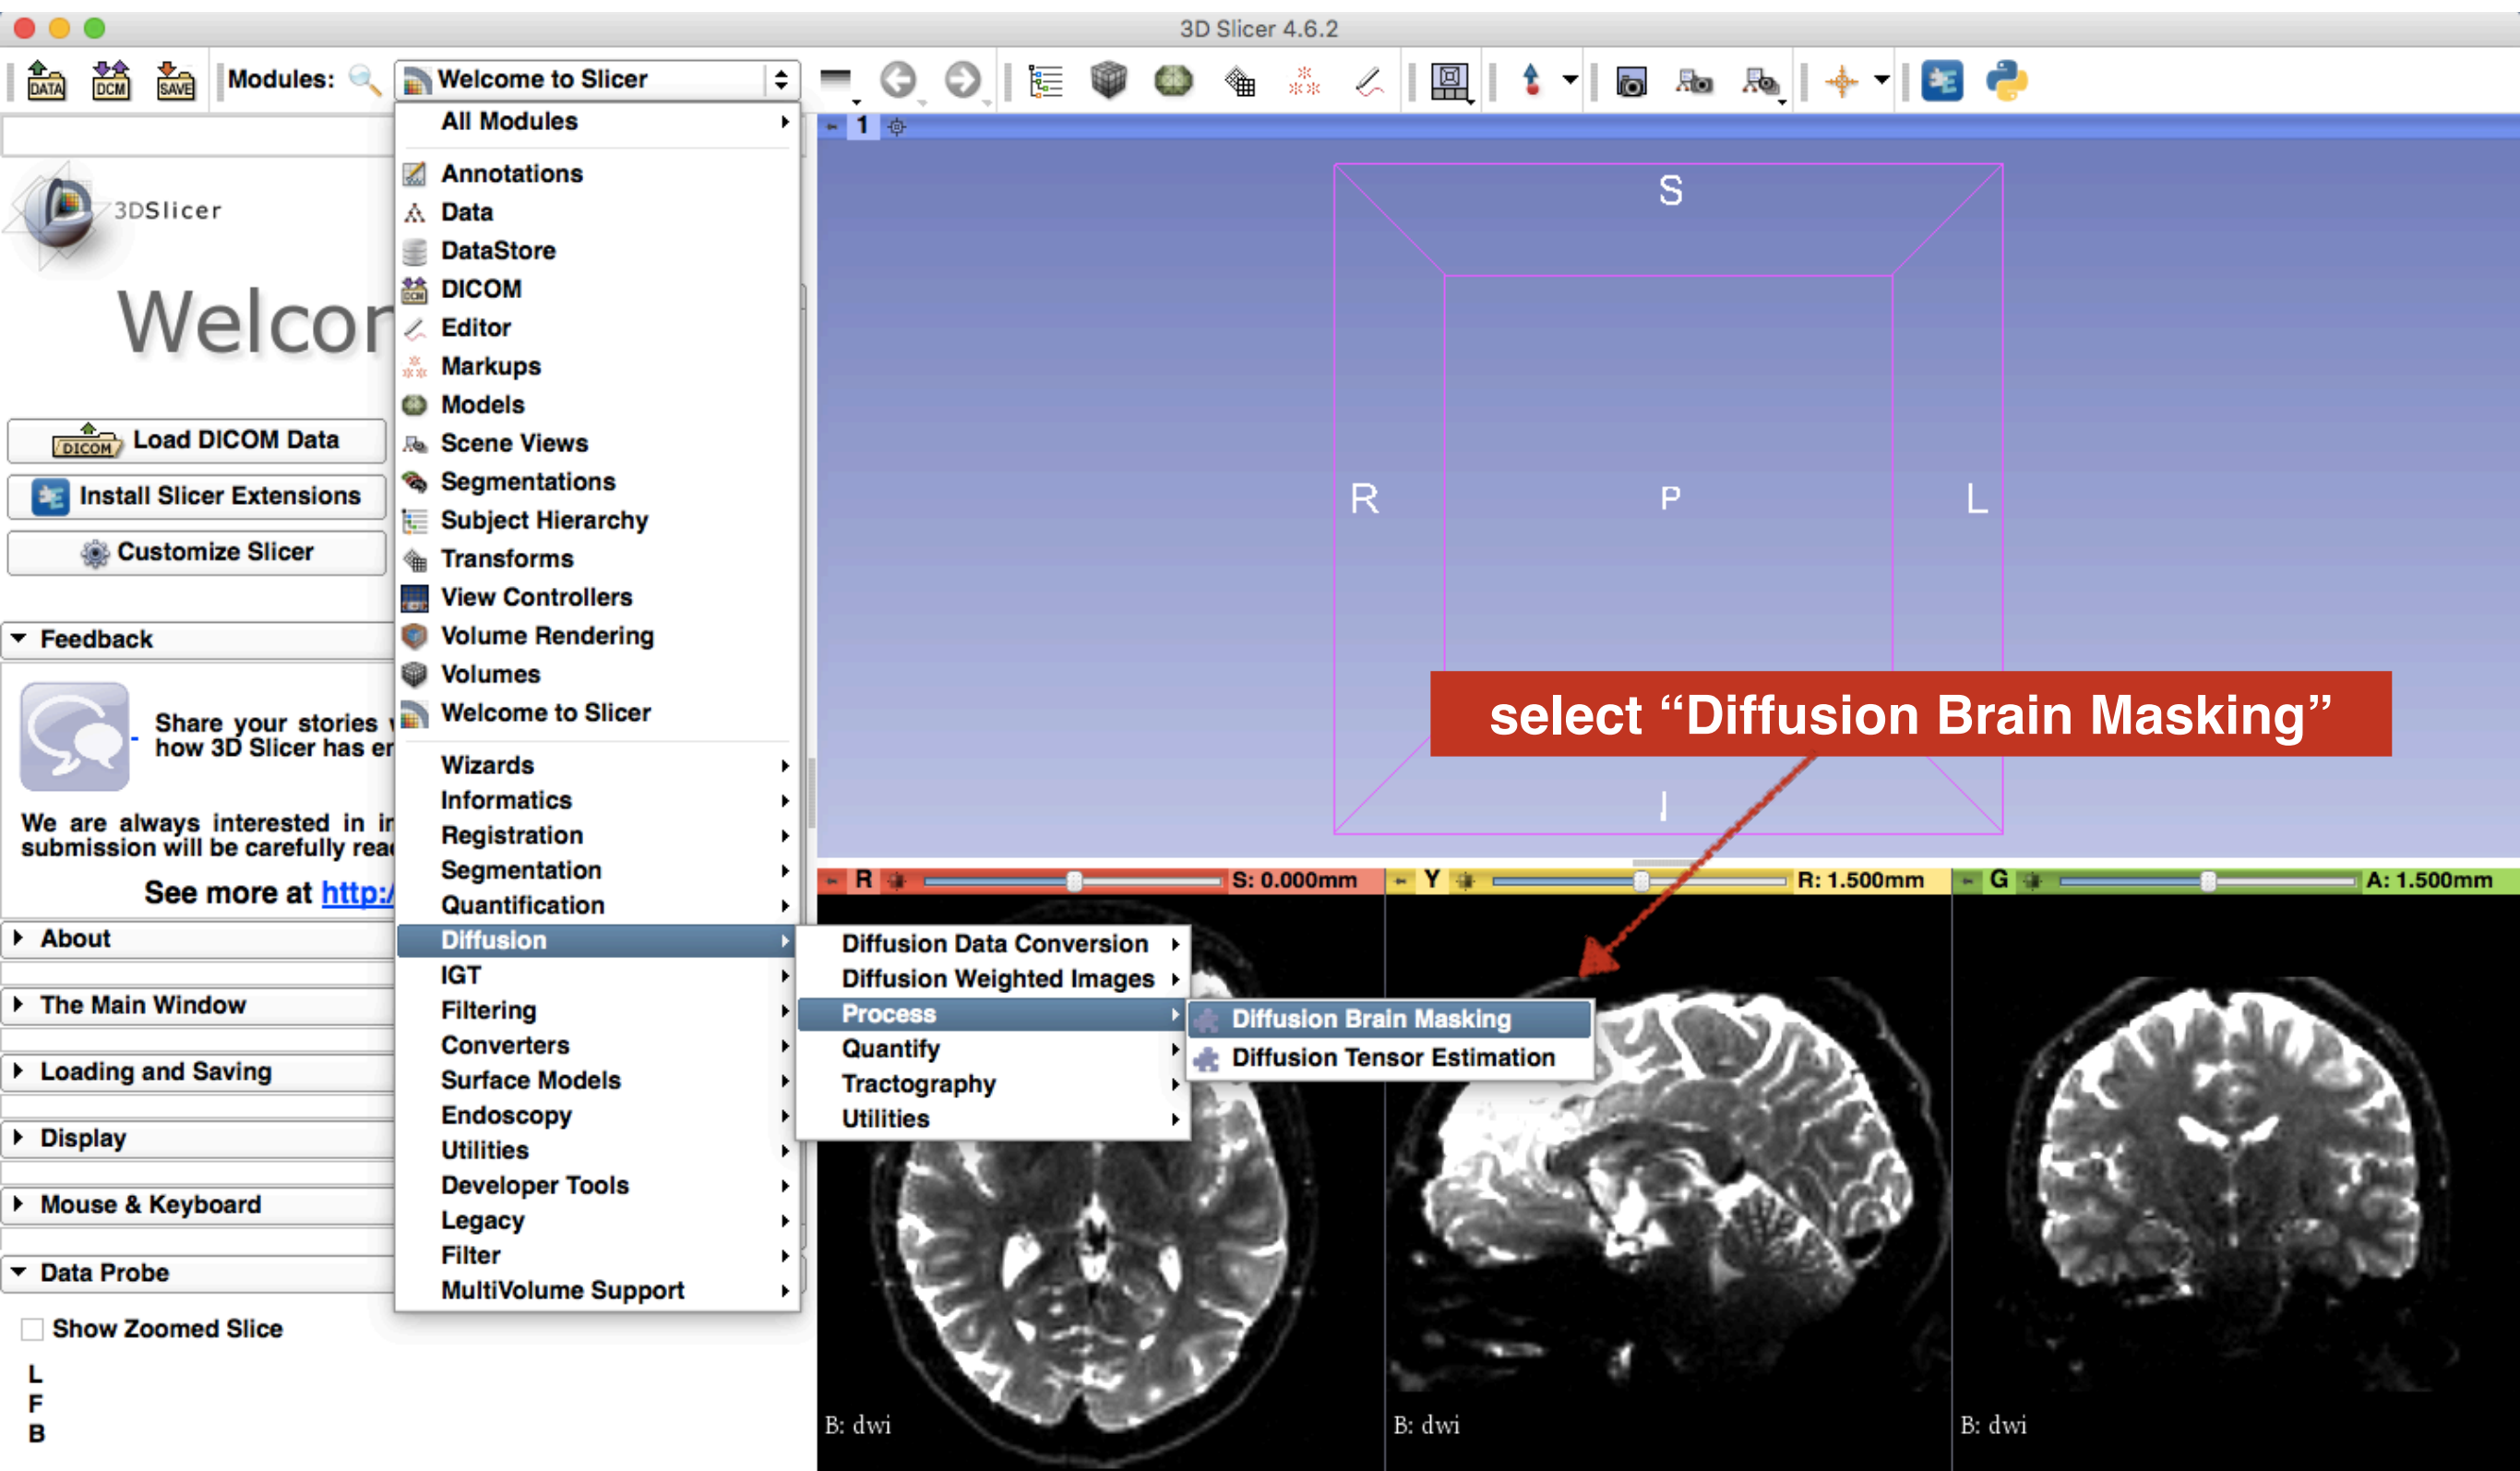 3D Slicer 4.6.2
DATA
DCM
SAVE
Modules:
Welcome to Slicer
3DSlicer
Welcor
Load DICOM Data
DICOM
Install Slicer Extensions
Customize Slicer
Feedback
Share your stories
how 3D Slicer has er
We are always interested in ir
submission will be carefully rea
See more at http:/
About
The Main Window
Loading and Saving
Display
Mouse & Keyboard
Data Probe
Show Zoomed Slice
L
F
B
All Modules
Annotations
Data
DataStore
DICOM
Editor
Markups
Models
Scene Views
Segmentations
Subject Hierarchy
Transforms
View Controllers
Volume Rendering
Volumes
Welcome to Slicer
Wizards
Informatics
Registration
Segmentation
Quantification
Diffusion
IGT
Filtering
Converters
Surface Models
Endoscopy
Utilities
Developer Tools
Legacy
Filter
MultiVolume Support
Diffusion Data Conversion
Diffusion Weighted Images
Process
Quantify
Tractography
Utilities
Diffusion Brain Masking
Diffusion Tensor Estimation
1
S
R
P
L
I
select “Diffusion Brain Masking”
R
S: 0.000mm
Y
R: 1.500mm
G
A: 1.500mm
B: dwi
B: dwi
B: dwi